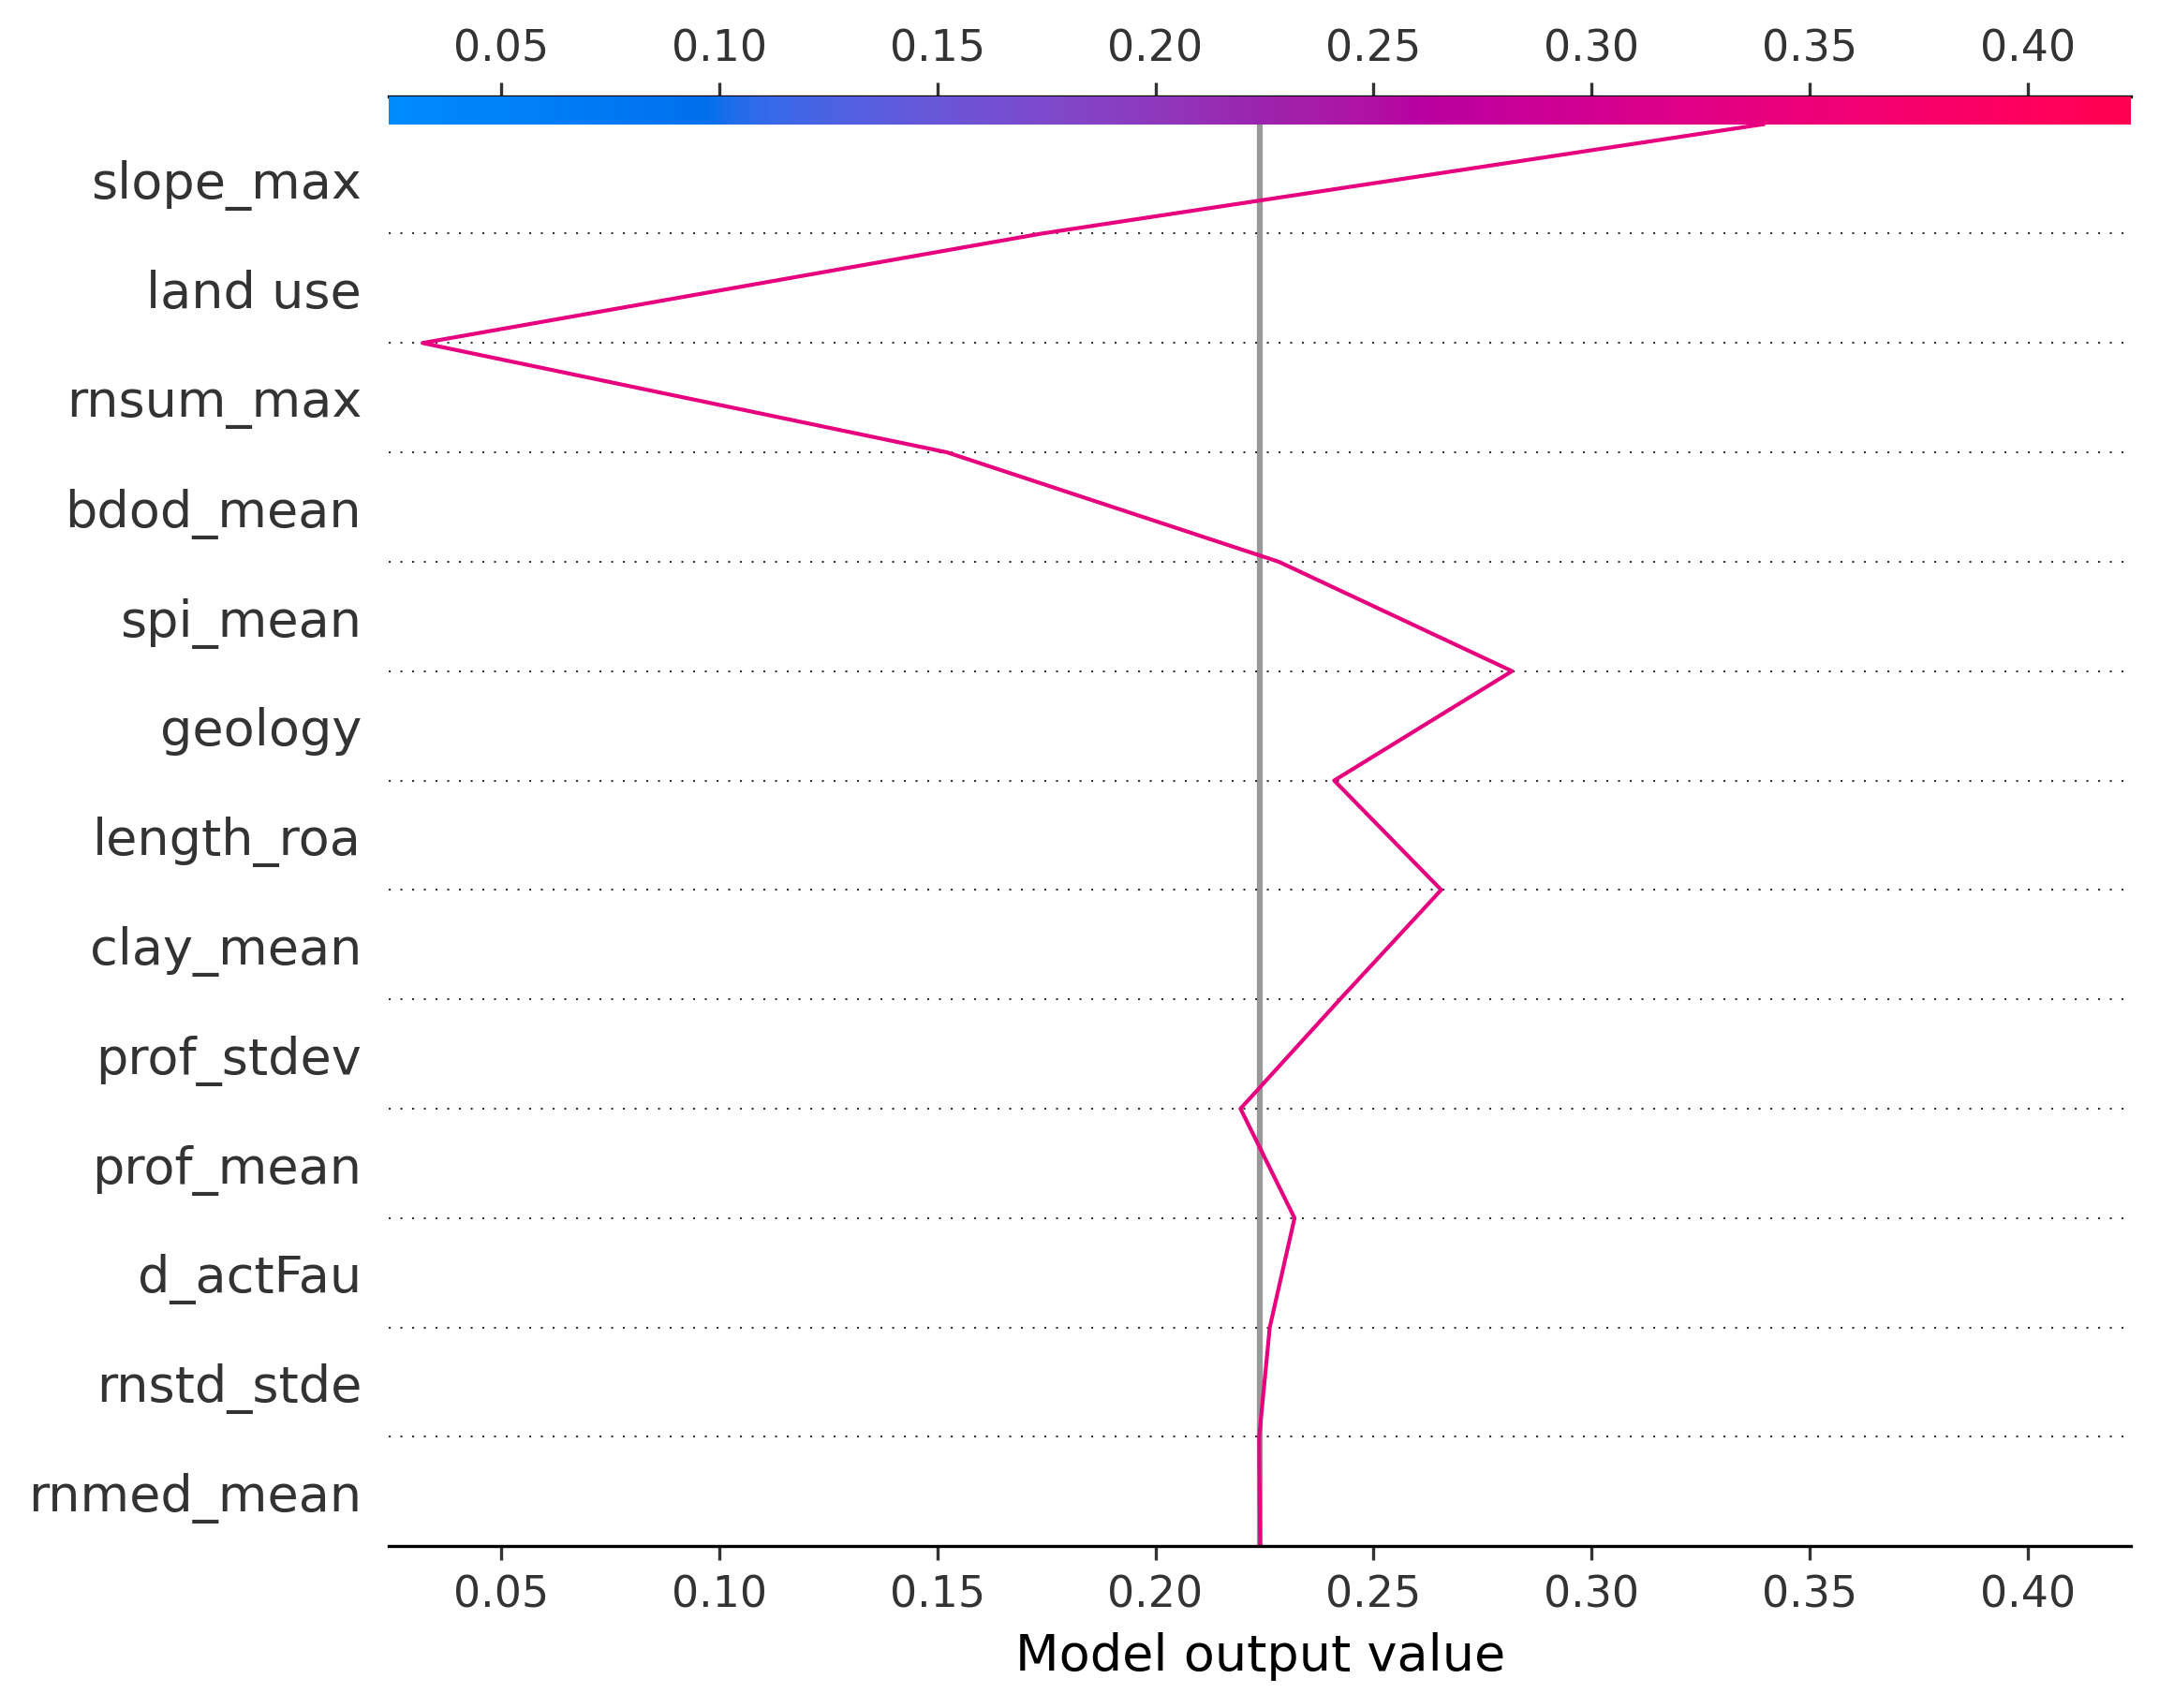 0.05 0.10 0.15 0.20 0.25 0.30 0.35 0.40
slope_max
land use
rnsum_max
bdod_mean
spi_mean
geology
length_roa
clay_mean
prof_stdev
prof_mean
d_actFau
rnstd_stde
rnmed_mean
0.05 0.10 0.15 0.20 0.25 0.30 0.35 0.40
Model output value